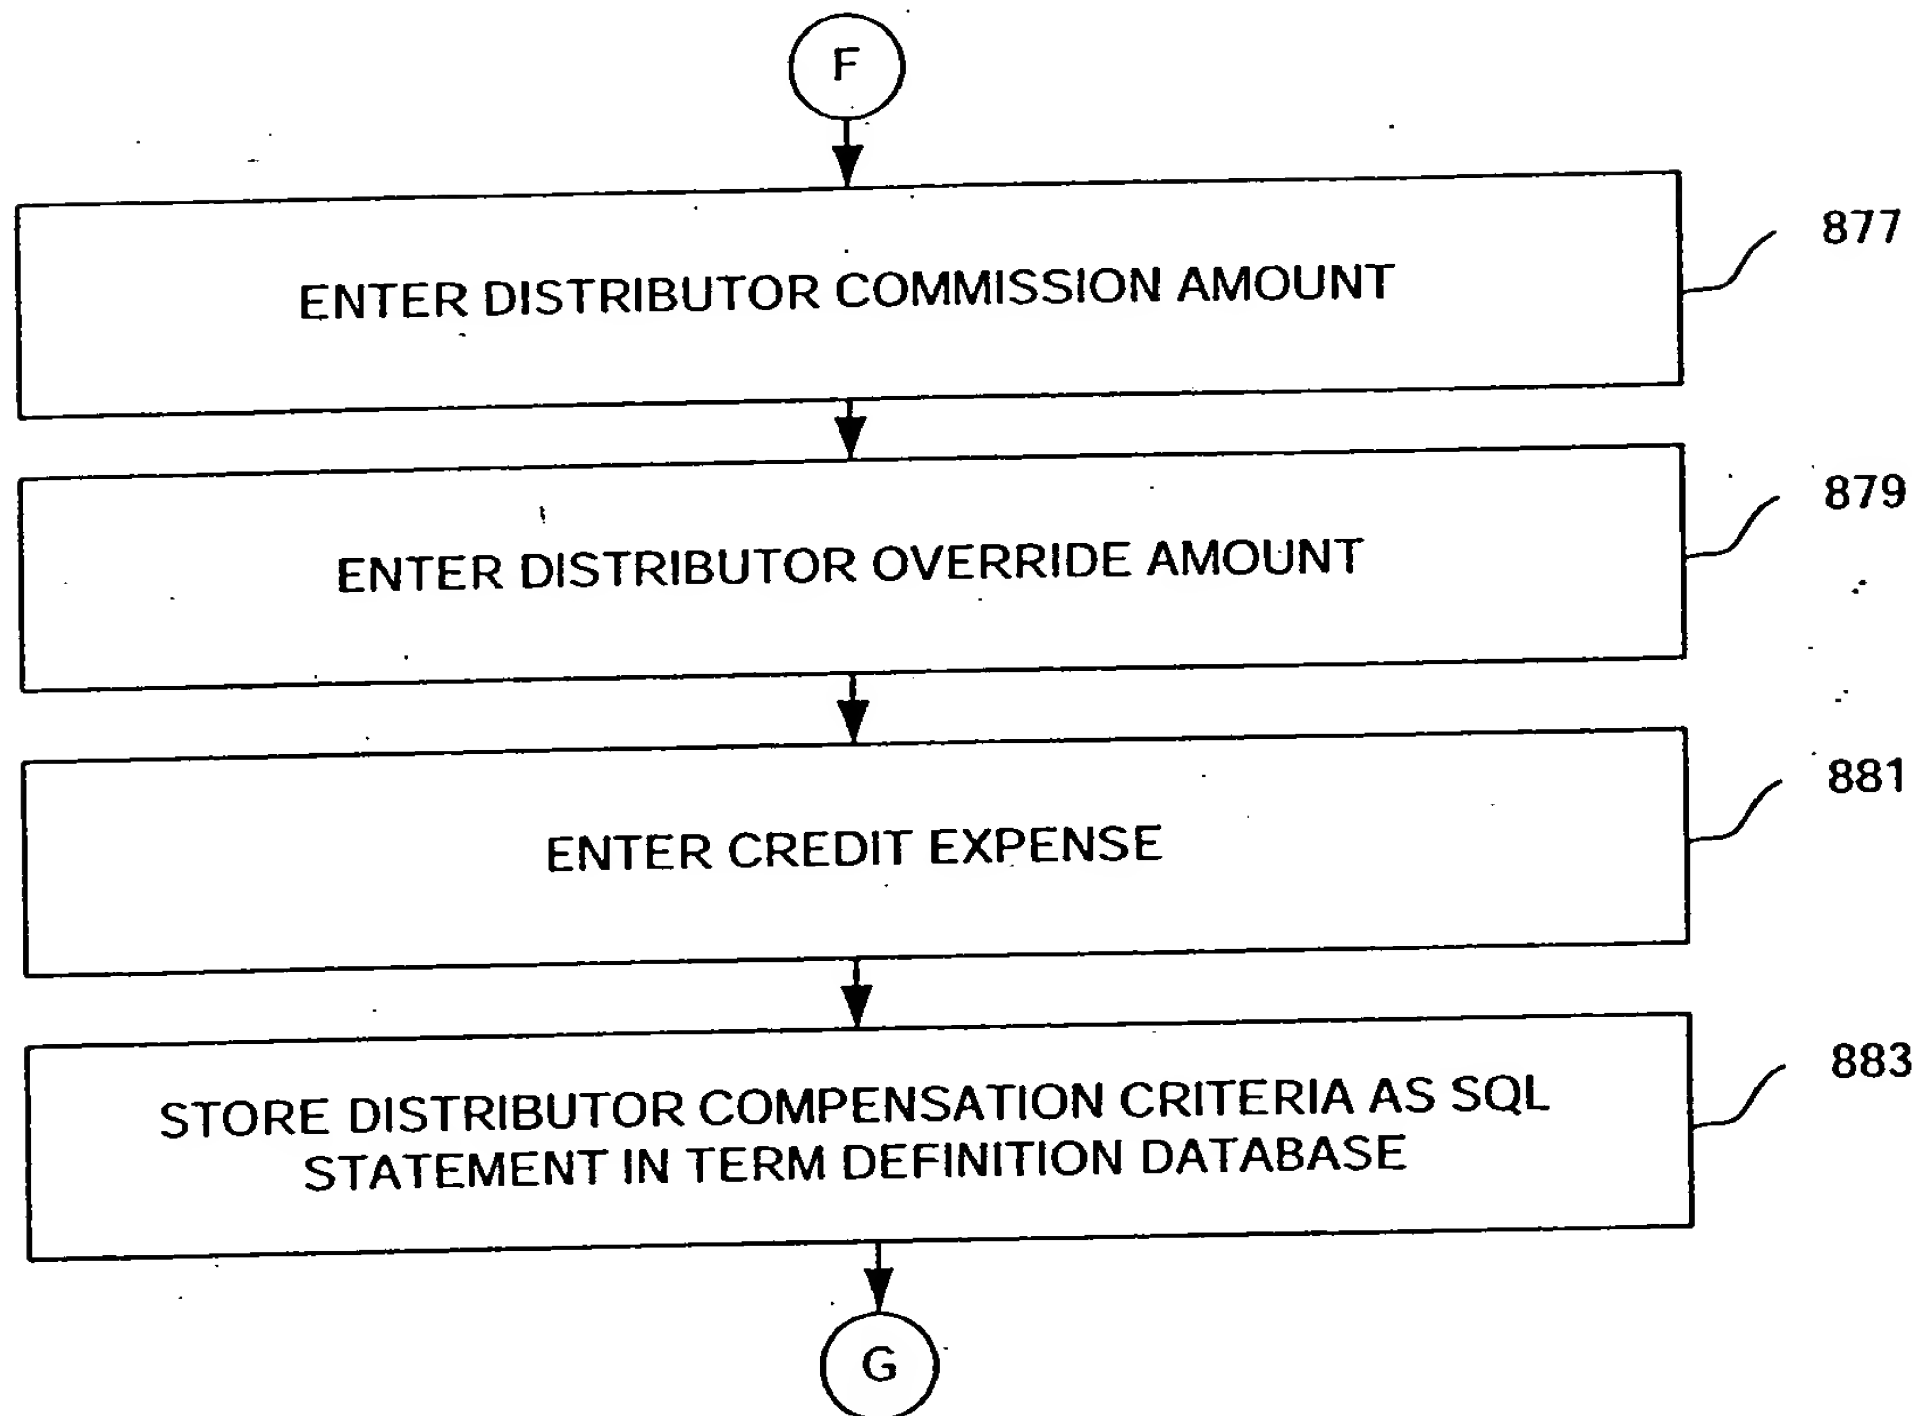 F
ENTER DISTRIBUTOR COMMISSION AMOUNT
877
ENTER DISTRIBUTOR OVERRIDE AMOUNT
879
ENTER CREDIT EXPENSE
881
STORE DISTRIBUTOR COMPENSATION CRITERIA AS SQL
STATEMENT IN TERM DEFINITION DATABASE
883
G